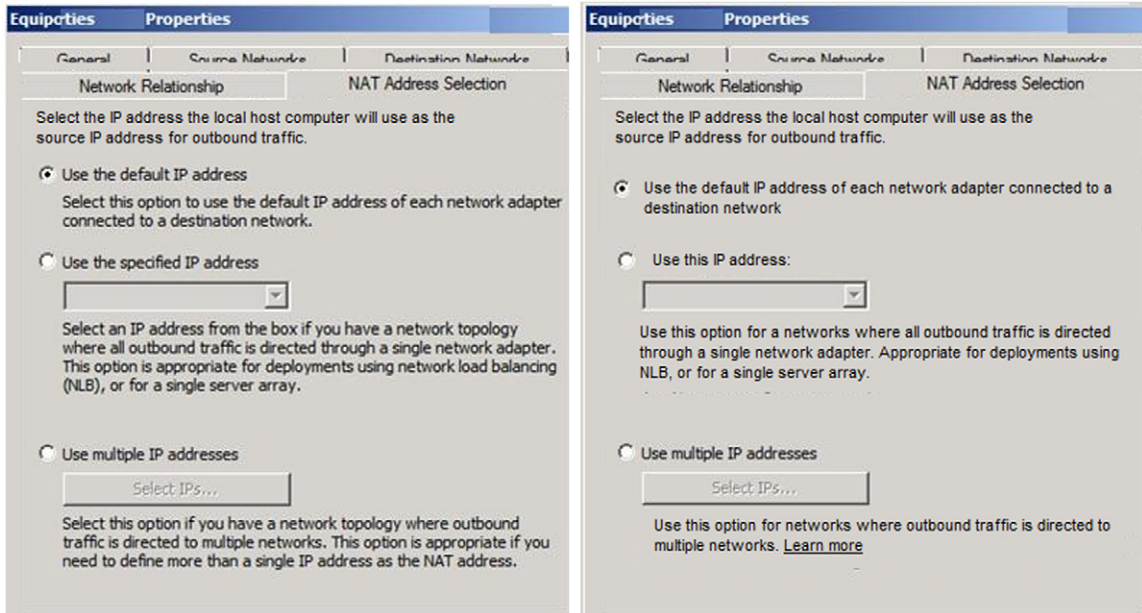 Equipcties Properties
General Source Networks Destination Networks
Network Relationship NAT Address Selection
Select the IP address the local host computer will use as the
source IP address for outbound traffic.
Use the default IP address
Select this option to use the default IP address of each network adapter
connected to a destination network.
Use the specified IP address
Select an IP address from the box if you have a network topology
where all outbound traffic is directed through a single network adapter.
This option is appropriate for deployments using network load balancing
(NLB), or for a single server array.
Use multiple IP addresses
Select IPs...
Select this option if you have a network topology where outbound
traffic is directed to multiple networks. This option is appropriate if you
need to define more than a single IP address as the NAT address.
Equipcties Properties
General Source Networks Destination Networks
Network Relationship NAT Address Selection
Select the IP address the local host computer will use as the
source IP address for outbound traffic.
Use the default IP address of each network adapter connected to a
destination network
Use this IP address:
Use this option for a networks where all outbound traffic is directed
through a single network adapter. Appropriate for deployments using
NLB, or for a single server array.
Use multiple IP addresses
Select IPs...
Use this option for networks where outbound traffic is directed to
multiple networks. Learn more